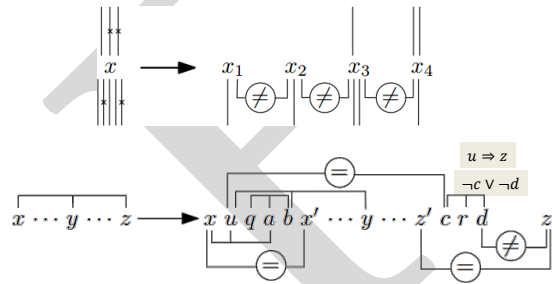 x x₁ x₂ x₃ x₄
≠ ≠ ≠
u ⇒ z
=
¬c ∨ ¬d
x ⋯ y ⋯ z x u q a b x′ ⋯ y ⋯ z′ c r d z
≠
= =